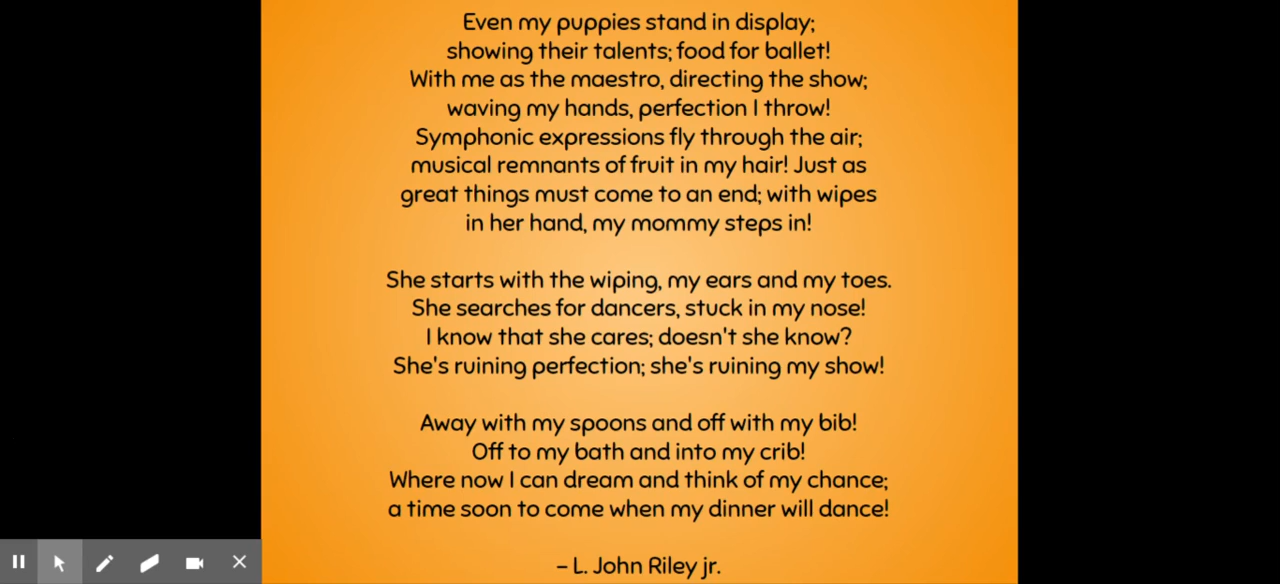 Even my puppies stand in display;
showing their talents; food for ballet!
With me as the maestro, directing the show;
waving my hands, perfection I throw!
Symphonic expressions fly through the air;
musical remnants of fruit in my hair! Just as
great things must come to an end; with wipes
in her hand, my mommy steps in!
She starts with the wiping, my ears and my toes.
She searches for dancers, stuck in my nose!
I know that she cares; doesn't she know?
She's ruining perfection; she's ruining my show!
Away with my spoons and off with my bib!
Off to my bath and into my crib!
Where now I can dream and think of my chance;
a time soon to come when my dinner will dance!
– L. John Riley jr.